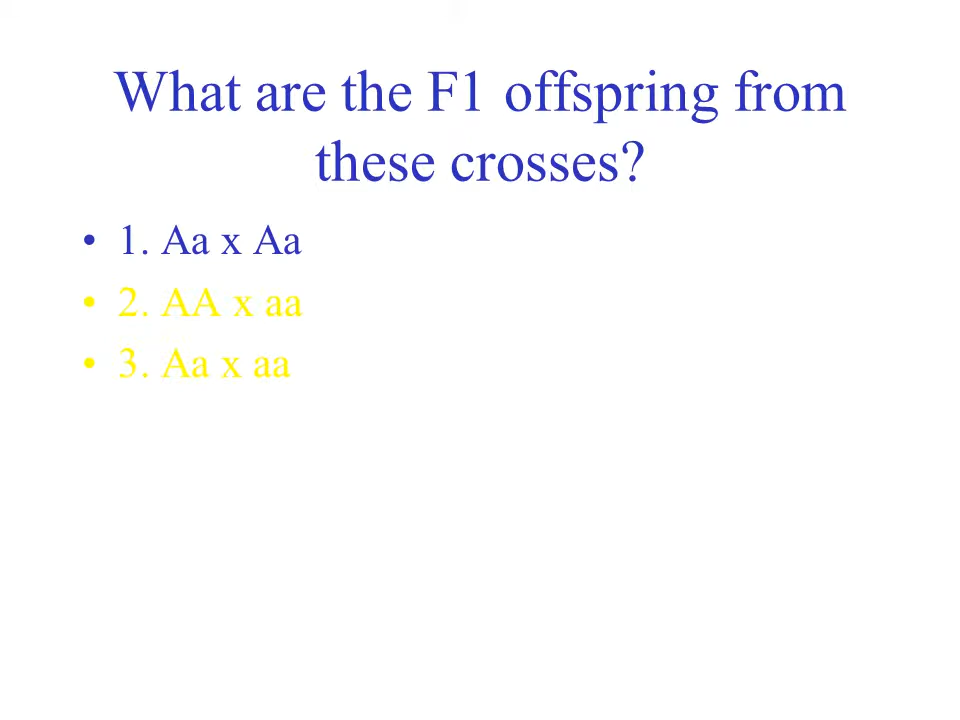 What are the F1 offspring from
these crosses?
• 1. Aa x Aa
• 2. AA x aa
• 3. Aa x aa